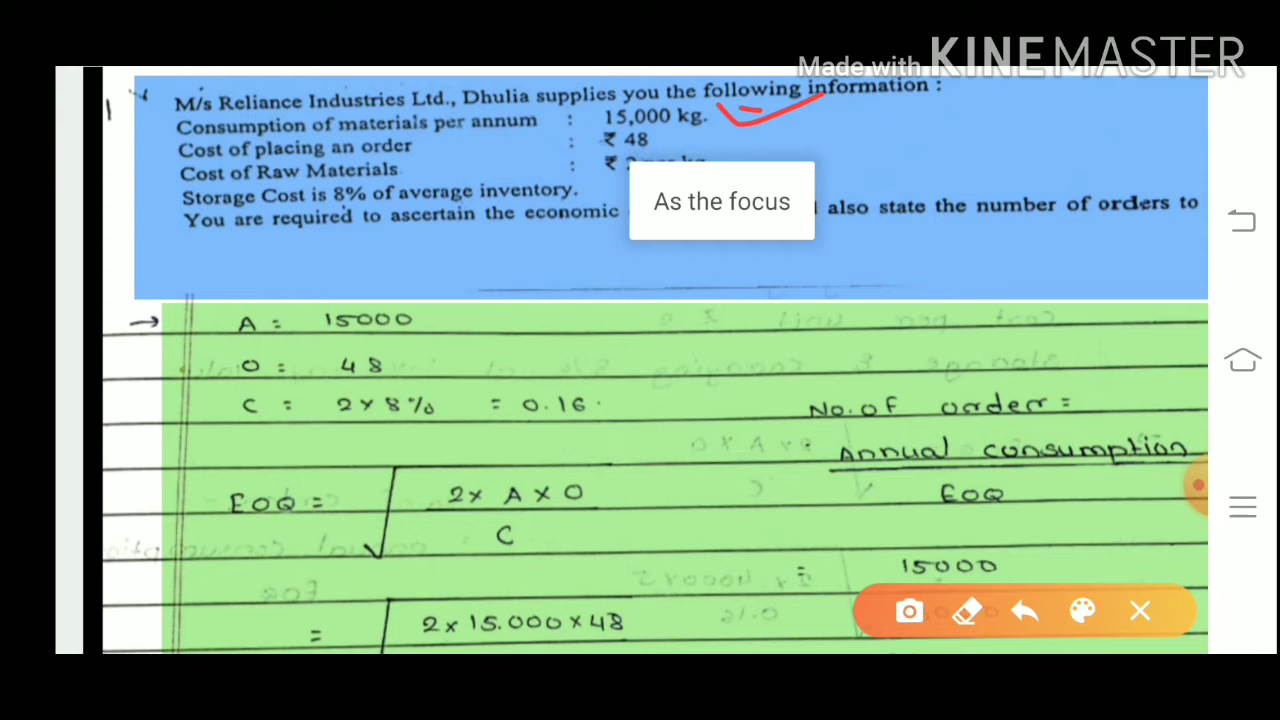 Made with KINEMASTER
1
M/s Reliance Industries Ltd., Dhulia supplies you the following information :
Consumption of materials per annum : 15,000 kg.
Cost of placing an order : ₹ 48
Cost of Raw Materials : ₹ 2
Storage Cost is 8% of average inventory.
As the focus
You are required to ascertain the economic also state the number of orders to
→ A = 15000
O = 48
C = 2 x 8% = 0.16.
No. of order =
Annual consumption
EOQ
EOQ = √ 2 x A x O
C
= 15000
= √ 2 x 15.000 x 48